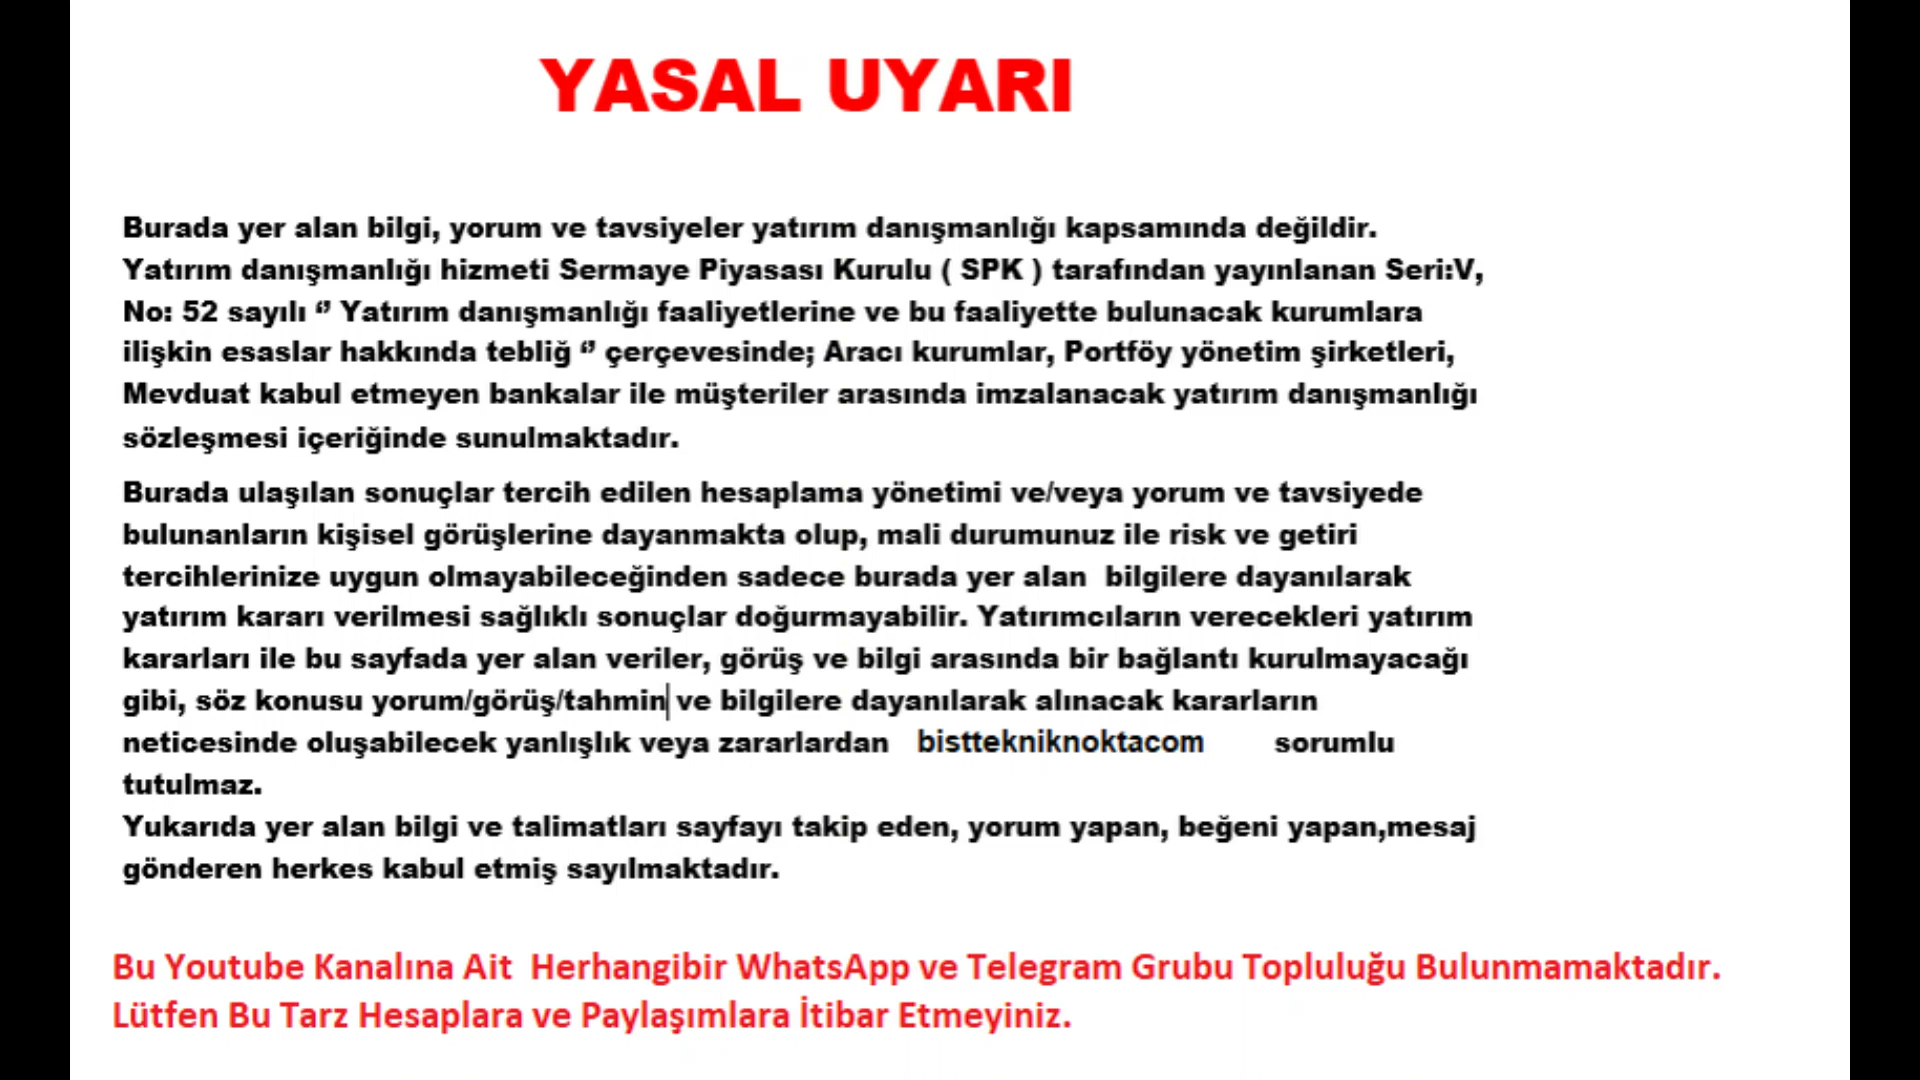 YASAL UYARI
Burada yer alan bilgi, yorum ve tavsiyeler yatırım danışmanlığı kapsamında değildir.
Yatırım danışmanlığı hizmeti Sermaye Piyasası Kurulu ( SPK ) tarafından yayınlanan Seri:V,
No: 52 sayılı “ Yatırım danışmanlığı faaliyetlerine ve bu faaliyette bulunacak kurumlara
ilişkin esaslar hakkında tebliğ “ çerçevesinde; Aracı kurumlar, Portföy yönetim şirketleri,
Mevduat kabul etmeyen bankalar ile müşteriler arasında imzalanacak yatırım danışmanlığı
sözleşmesi içeriğinde sunulmaktadır.
Burada ulaşılan sonuçlar tercih edilen hesaplama yönetimi ve/veya yorum ve tavsiyede
bulunanların kişisel görüşlerine dayanmakta olup, mali durumunuz ile risk ve getiri
tercihlerinize uygun olmayabileceğinden sadece burada yer alan bilgilere dayanılarak
yatırım kararı verilmesi sağlıklı sonuçlar doğurmayabilir. Yatırımcıların verecekleri yatırım
kararları ile bu sayfada yer alan veriler, görüş ve bilgi arasında bir bağlantı kurulmayacağı
gibi, söz konusu yorum/görüş/tahmin ve bilgilere dayanılarak alınacak kararların
neticesinde oluşabilecek yanlışlık veya zararlardan bisttekniknoktacom sorumlu
tutulmaz.
Yukarıda yer alan bilgi ve talimatları sayfayı takip eden, yorum yapan, beğeni yapan,mesaj
gönderen herkes kabul etmiş sayılmaktadır.
Bu Youtube Kanalına Ait Herhangibir WhatsApp ve Telegram Grubu Topluluğu Bulunmamaktadır.
Lütfen Bu Tarz Hesaplara ve Paylaşımlara İtibar Etmeyiniz.